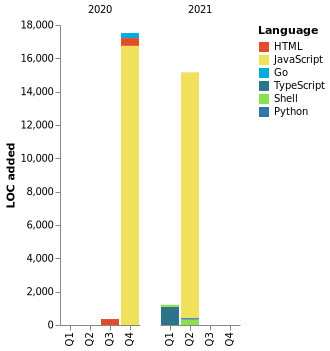 2020
2021
LOC added
18,000
16,000
14,000
12,000
10,000
8,000
6,000
4,000
2,000
0
Q1
Q2
Q3
Q4
Q1
Q2
Q3
Q4
Language
HTML
JavaScript
Go
TypeScript
Shell
Python